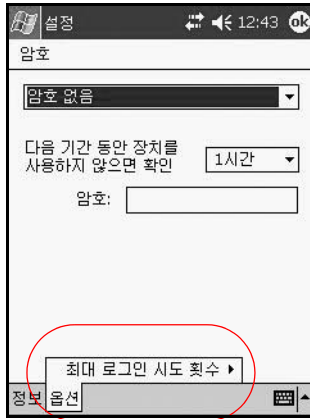 설정 12:43 ok
암호
암호 없음
다음 기간 동안 장치를
사용하지 않으면 확인 1시간
암호:
최대 로그인 시도 횟수
정보 옵션